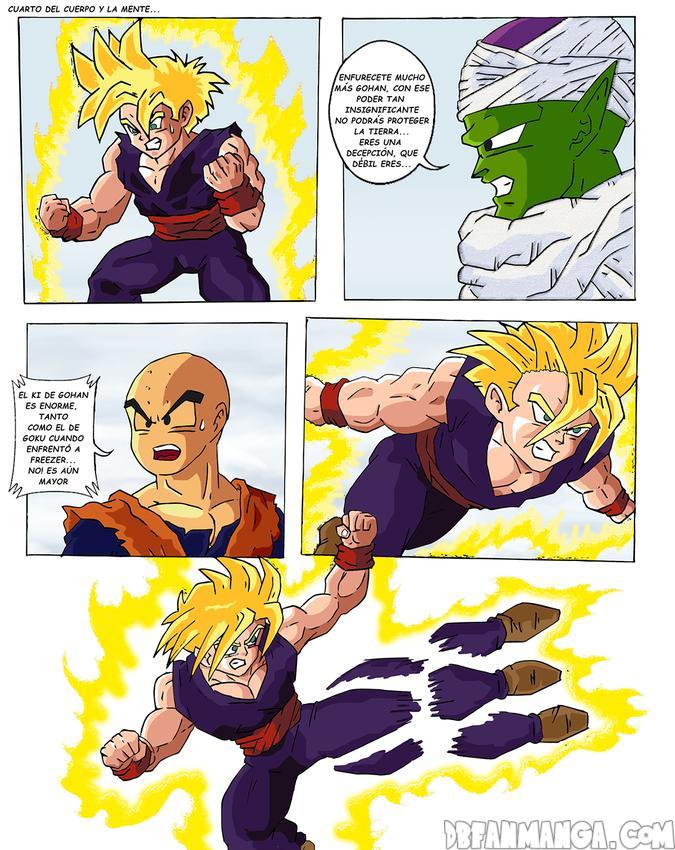 CUARTO DEL CUERPO Y LA MENTE...
ENFURECETE MUCHO
MÁS GOHAN, CON ESE
PODER TAN
INSIGNIFICANTE
NO PODRÁS PROTEGER
LA TIERRA...
ERES UNA
DECEPCIÓN, QUE
DÉBIL ERES...
EL KI DE GOHAN
ES ENORME,
TANTO
COMO EL DE
GOKU CUANDO
ENFRENTÓ A
FREEZER...
NO! ES AÚN
MAYOR
DBFANMANGA.COM